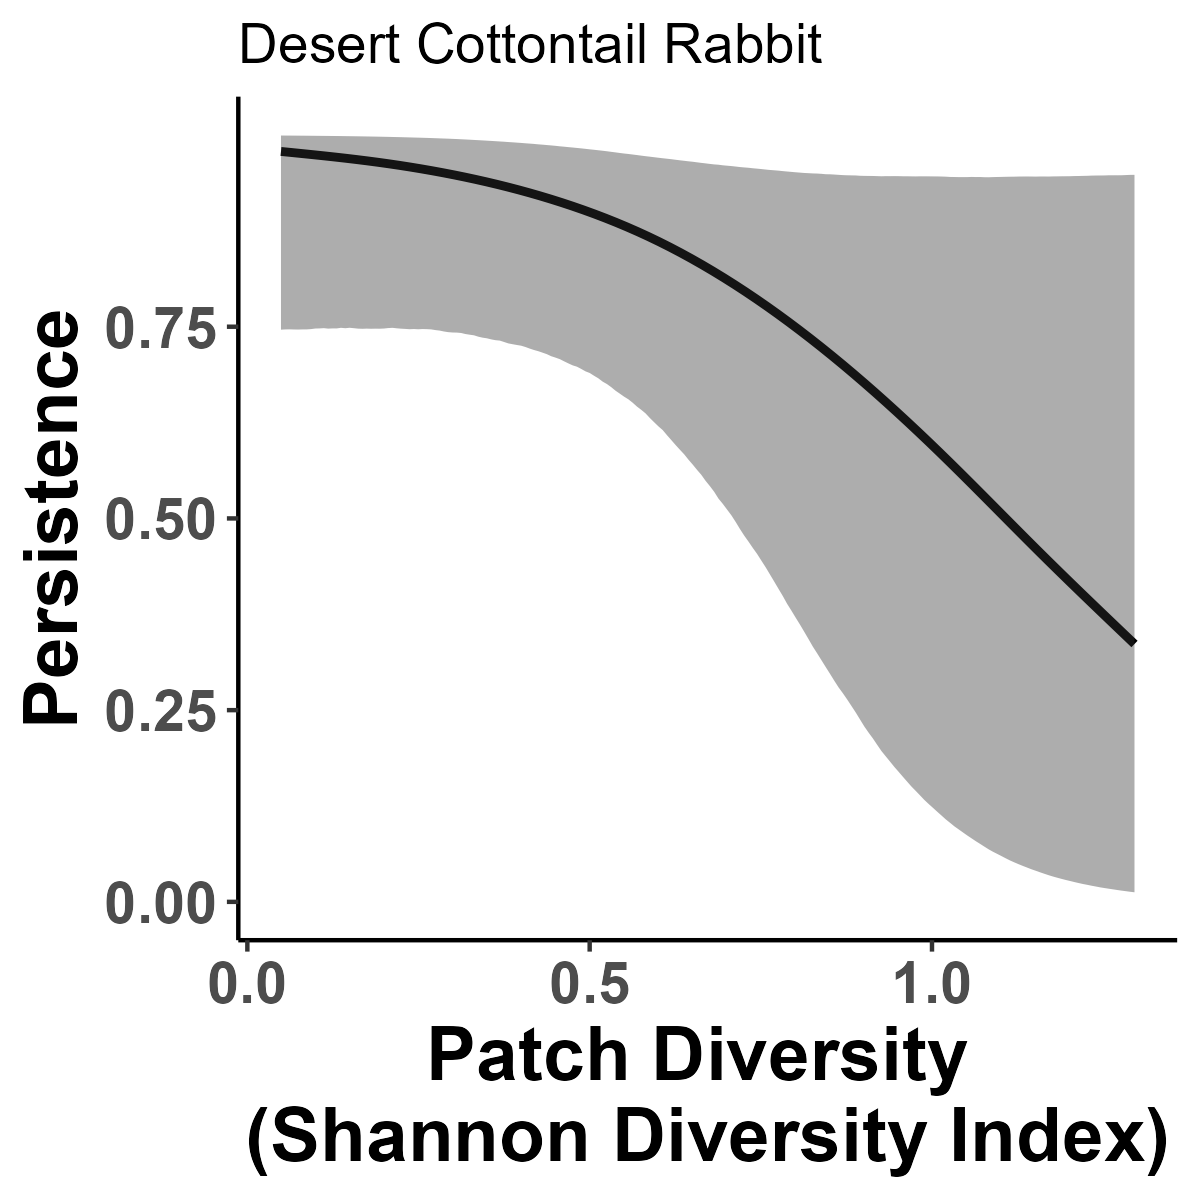 Desert Cottontail Rabbit
Persistence
0.75
0.50
0.25
0.00
0.0 0.5 1.0
Patch Diversity
(Shannon Diversity Index)